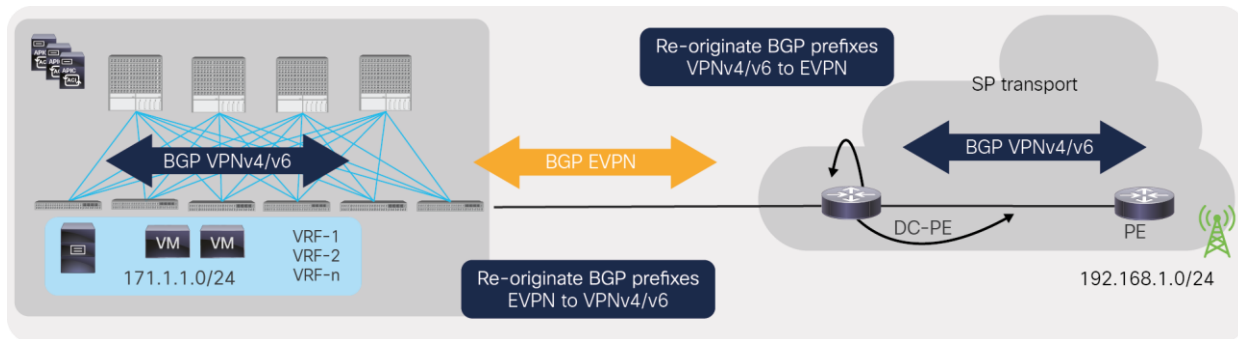 APIC
ACI
BGP VPNv4/v6
VM
VM
171.1.1.0/24
VRF-1
VRF-2
VRF-n
BGP EVPN
Re-originate BGP prefixes
VPNv4/v6 to EVPN
Re-originate BGP prefixes
EVPN to VPNv4/v6
SP transport
BGP VPNv4/v6
DC-PE
PE
192.168.1.0/24